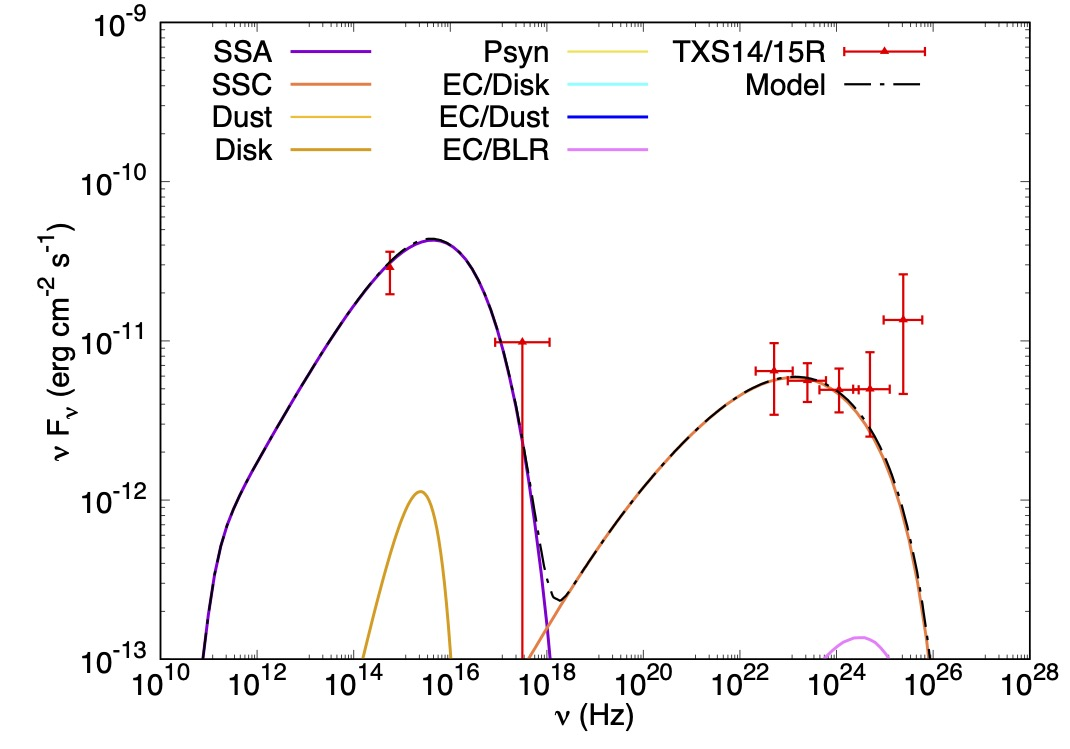 10^-9
SSA
Psyn
TXS14/15R
SSC
EC/Disk
Model
Dust
EC/Dust
Disk
EC/BLR
10^-10
10^-11
10^-12
10^-13
ν F_ν (erg cm^-2 s^-1)
10^10 10^12 10^14 10^16 10^18 10^20 10^22 10^24 10^26 10^28
ν (Hz)